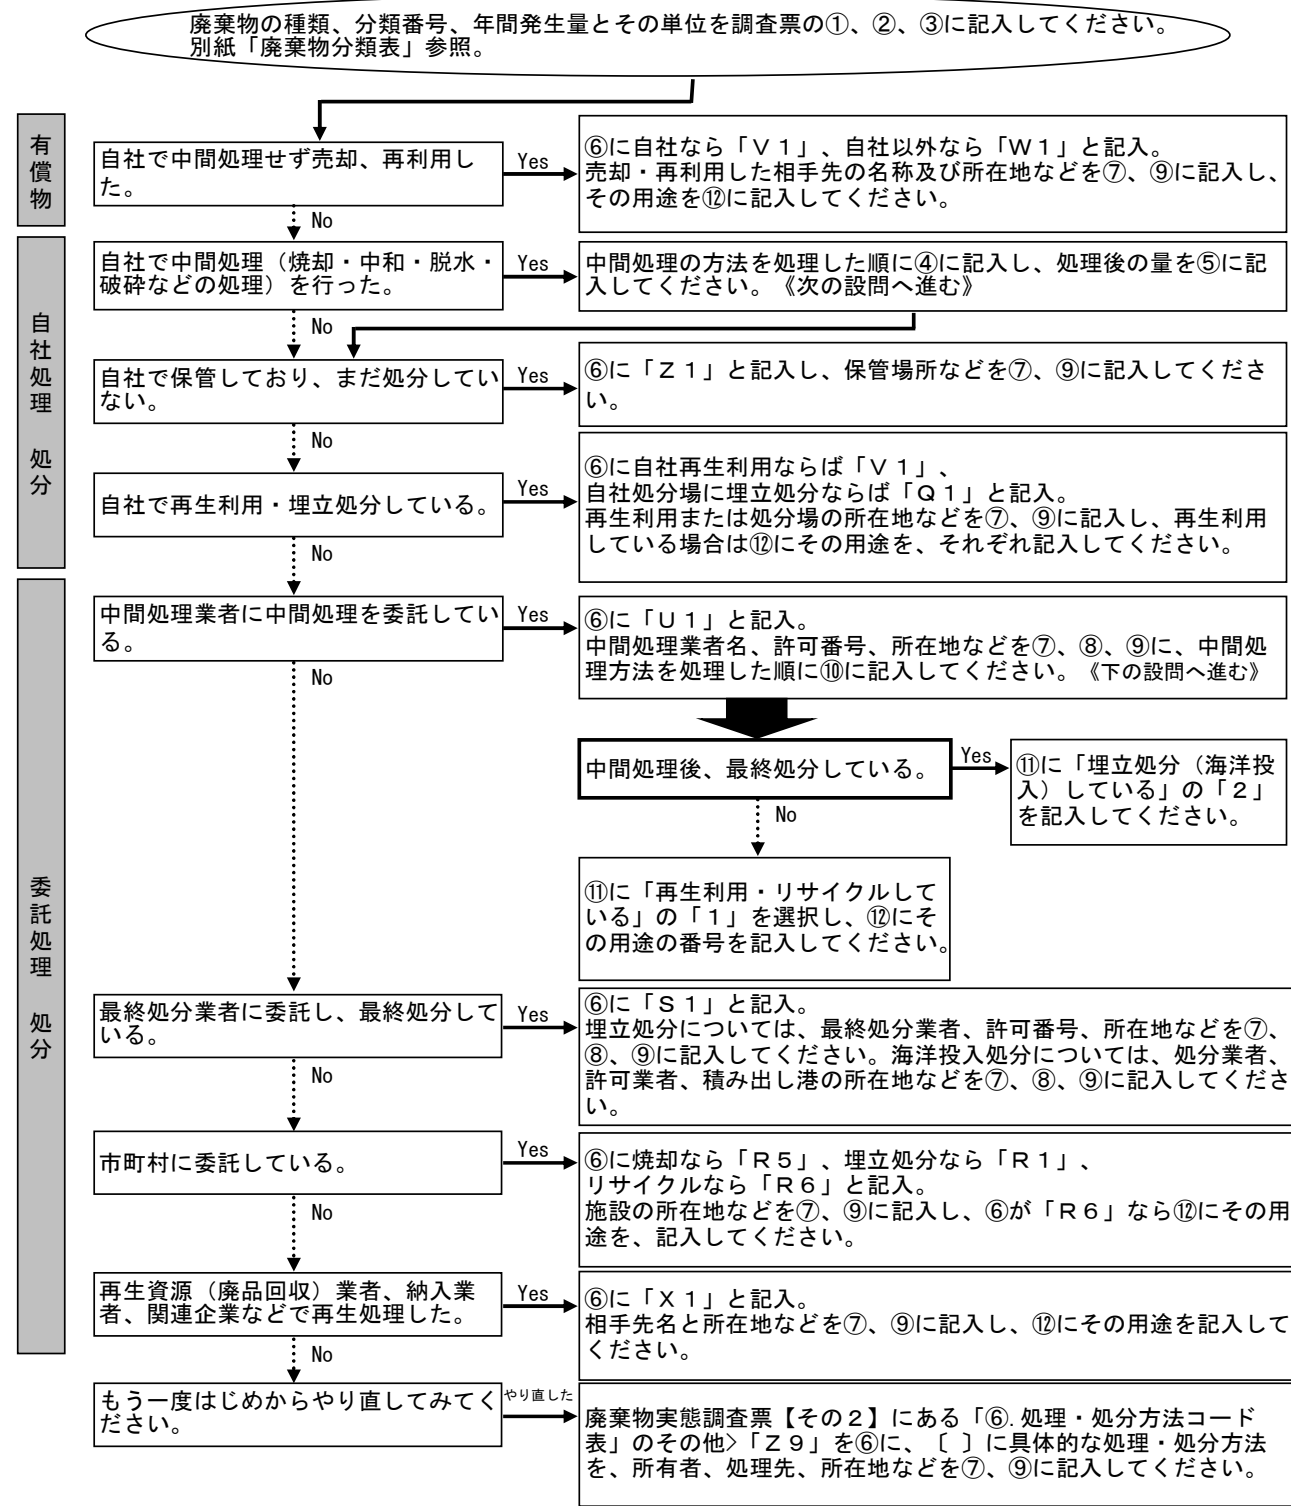 廃棄物の種類、分類番号、年間発生量とその単位を調査票の①、②、③に記入してください。
別紙「廃棄物分類表」参照。
有償物
自社で中間処理せず売却、再利用し
た。
Yes
⑥に自社なら「Ｖ１」、自社以外なら「Ｗ１」と記入。
売却・再利用した相手先の名称及び所在地などを⑦、⑨に記入し、
その用途を⑫に記入してください。
No
自社処理　処分
自社で中間処理（焼却・中和・脱水・
破砕などの処理）を行った。
Yes
中間処理の方法を処理した順に④に記入し、処理後の量を⑤に記
入してください。《次の設問へ進む》
No
自社で保管しており、まだ処分してい
ない。
Yes
⑥に「Ｚ１」と記入し、保管場所などを⑦、⑨に記入してくださ
い。
No
自社で再生利用・埋立処分している。
Yes
⑥に自社再生利用ならば「Ｖ１」、
自社処分場に埋立処分ならば「Ｑ１」と記入。
再生利用または処分場の所在地などを⑦、⑨に記入し、再生利用
している場合は⑫にその用途を、それぞれ記入してください。
No
委託処理　処分
中間処理業者に中間処理を委託してい
る。
Yes
⑥に「Ｕ１」と記入。
中間処理業者名、許可番号、所在地などを⑦、⑧、⑨に、中間処
理方法を処理した順に⑩に記入してください。《下の設問へ進む》
No
中間処理後、最終処分している。
Yes
⑪に「埋立処分（海洋投
入）している」の「２」
を記入してください。
No
⑪に「再生利用・リサイクルして
いる」の「１」を選択し、⑫にそ
の用途の番号を記入してください。
最終処分業者に委託し、最終処分して
いる。
Yes
⑥に「Ｓ１」と記入。
埋立処分については、最終処分業者、許可番号、所在地などを⑦、
⑧、⑨に記入してください。海洋投入処分については、処分業者、
許可業者、積み出し港の所在地などを⑦、⑧、⑨に記入してくださ
い。
No
市町村に委託している。
Yes
⑥に焼却なら「Ｒ５」、埋立処分なら「Ｒ１」、
リサイクルなら「Ｒ６」と記入。
施設の所在地などを⑦、⑨に記入し、⑥が「Ｒ６」なら⑫にその用
途を、記入してください。
No
再生資源（廃品回収）業者、納入業
者、関連企業などで再生処理した。
Yes
⑥に「Ｘ１」と記入。
相手先名と所在地などを⑦、⑨に記入し、⑫にその用途を記入して
ください。
No
もう一度はじめからやり直してみてく
ださい。
やり直した
廃棄物実態調査票【その２】にある「⑥.処理・処分方法コード
表」のその他>「Ｚ９」を⑥に、〔 〕に具体的な処理・処分方法
を、所有者、処理先、所在地などを⑦、⑨に記入してください。